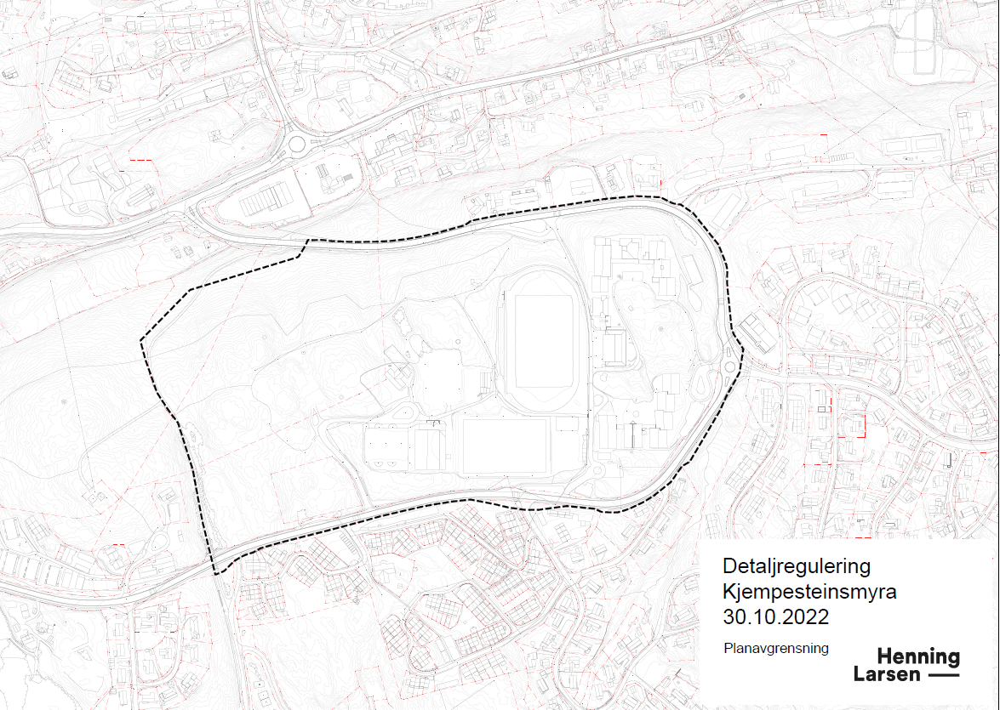 Detaljregulering
Kjempesteinsmyra
30.10.2022
Planavgrensning
Henning
Larsen